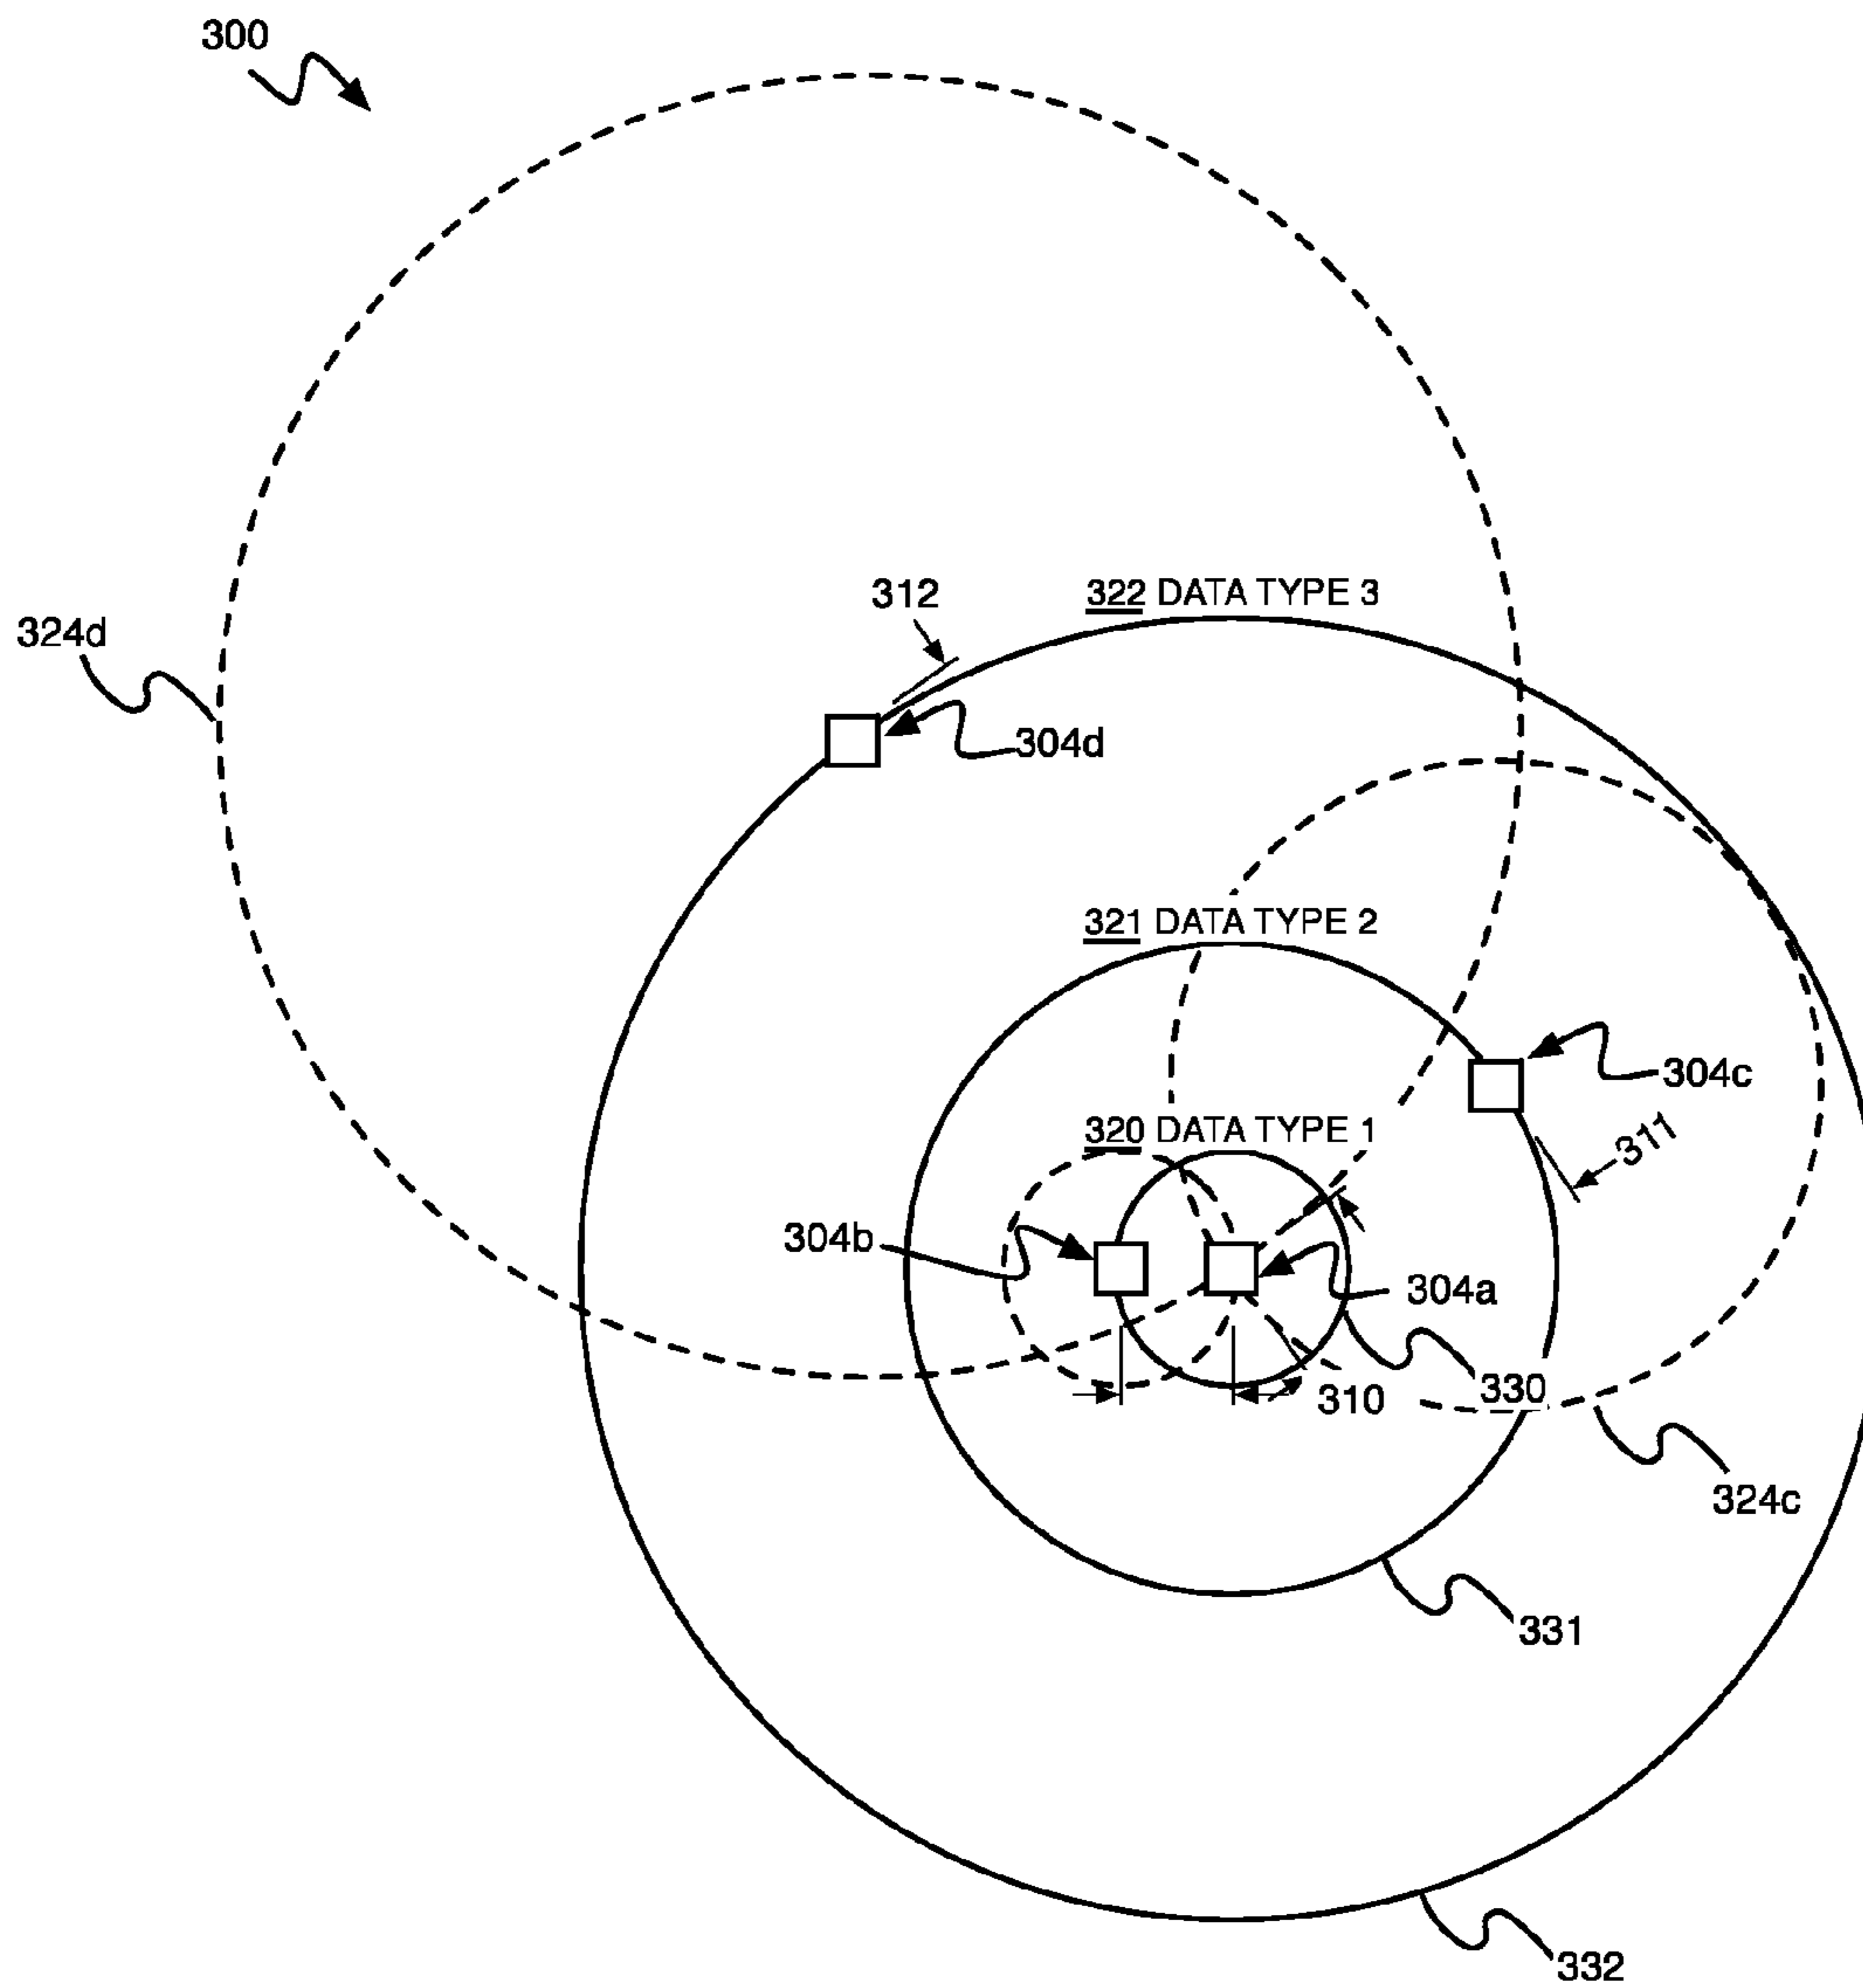 300
312
322 DATA TYPE 3
324d
304d
321 DATA TYPE 2
304c
320 DATA TYPE 1
311
304b
304a
310
330
324c
331
332